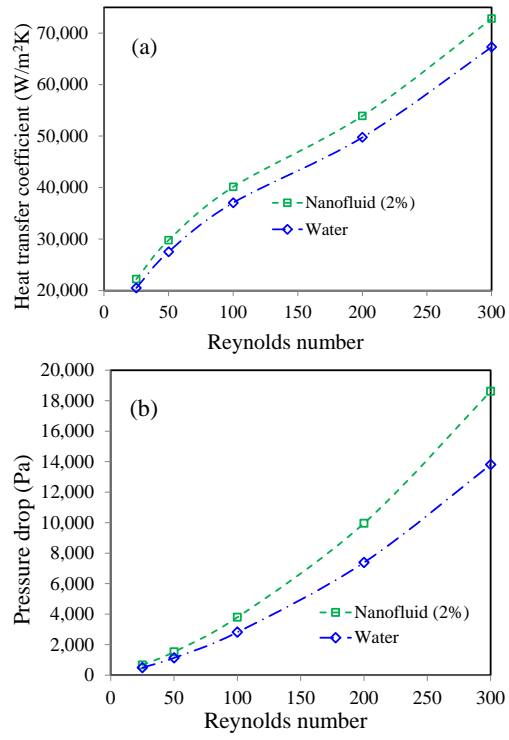 (a)
Heat transfer coefficient (W/m²K)
70,000
60,000
50,000
40,000
30,000
20,000
Nanofluid (2%)
Water
0 50 100 150 200 250 300
Reynolds number
(b)
Pressure drop (Pa)
20,000
18,000
16,000
14,000
12,000
10,000
8,000
6,000
4,000
2,000
0
Nanofluid (2%)
Water
0 50 100 150 200 250 300
Reynolds number